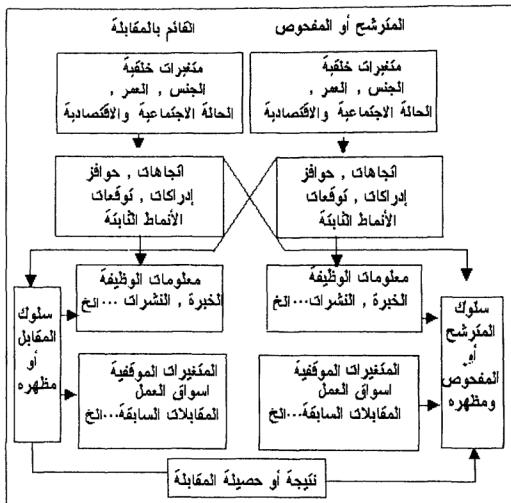 المترشح أو المفحوص
القائم بالمقابلة
متغيرات خلفية
الجنس , العمر ,
الحالة الاجتماعية والاقتصادية
متغيرات خلفية
الجنس , العمر ,
الحالة الاجتماعية والاقتصادية
اتجاهات , حوافز
إدراكات , توقعات
الأنماط الثابتة
اتجاهات , حوافز
إدراكات , توقعات
الأنماط الثابتة
معلومات الوظيفة
الخبرة , النشرات ...الخ
معلومات الوظيفة
الخبرة , النشرات ...الخ
سلوك
المترشح
أو
المفحوص
ومظهره
سلوك
المقابل
أو
مظهره
المتغيرات الموقفية
اسواق العمل
المقابلات السابقة...الخ
المتغيرات الموقفية
اسواق العمل
المقابلات السابقة...الخ
نتيجة أو حصيلة المقابلة